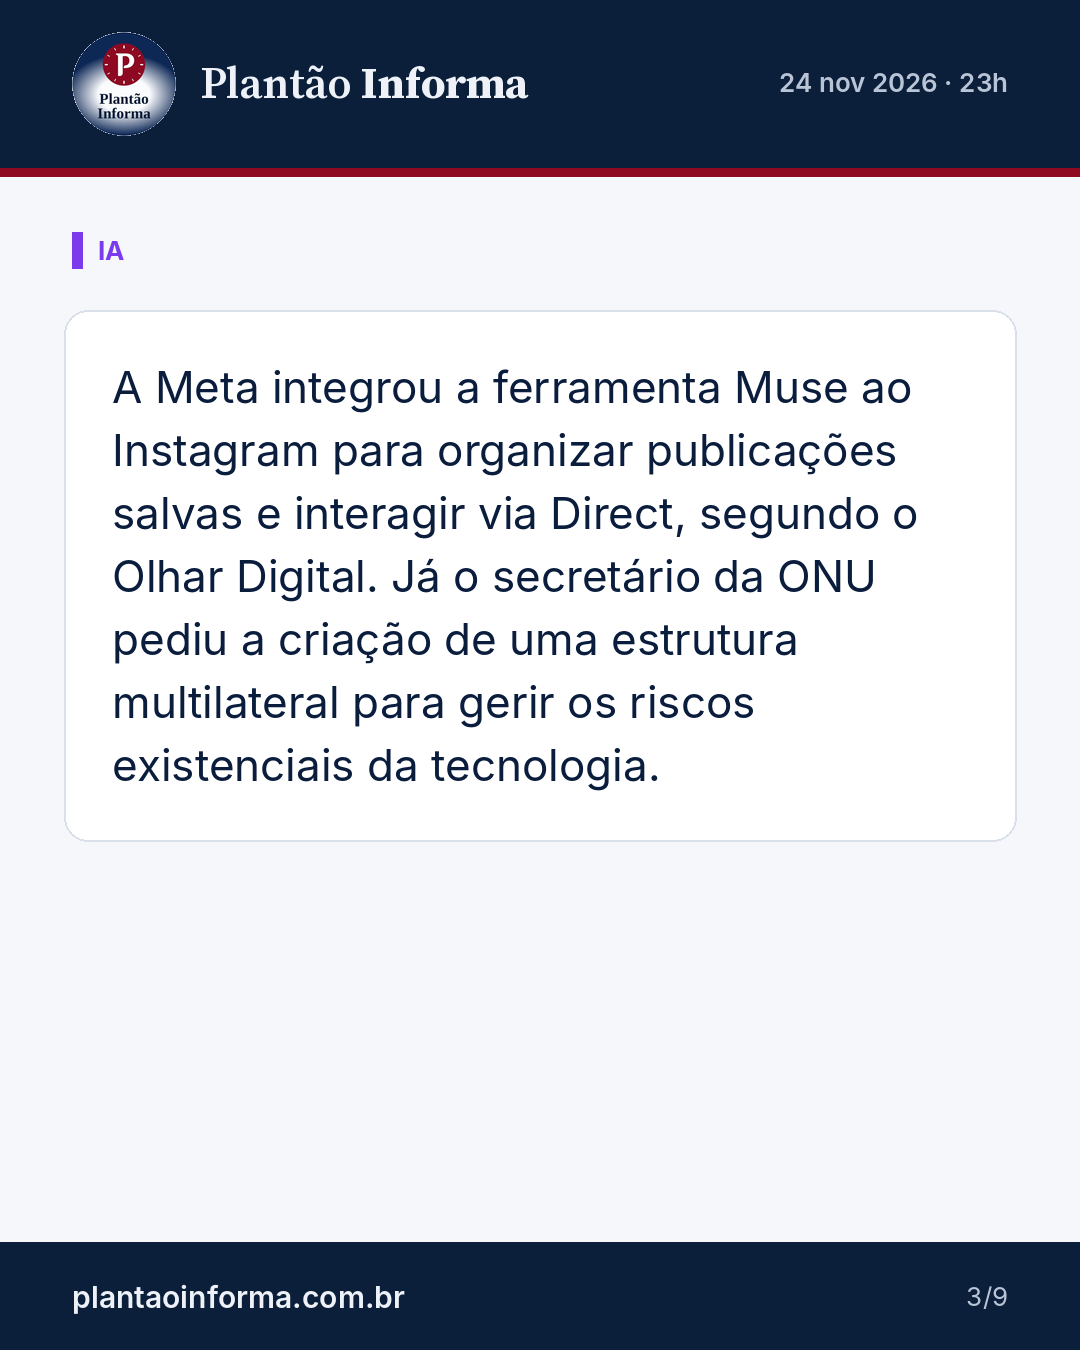 P
Plantão
Informa
Plantão Informa
24 nov 2026 · 23h
IA
A Meta integrou a ferramenta Muse ao
Instagram para organizar publicações
salvas e interagir via Direct, segundo o
Olhar Digital. Já o secretário da ONU
pediu a criação de uma estrutura
multilateral para gerir os riscos
existenciais da tecnologia.
plantaoinforma.com.br
3/9